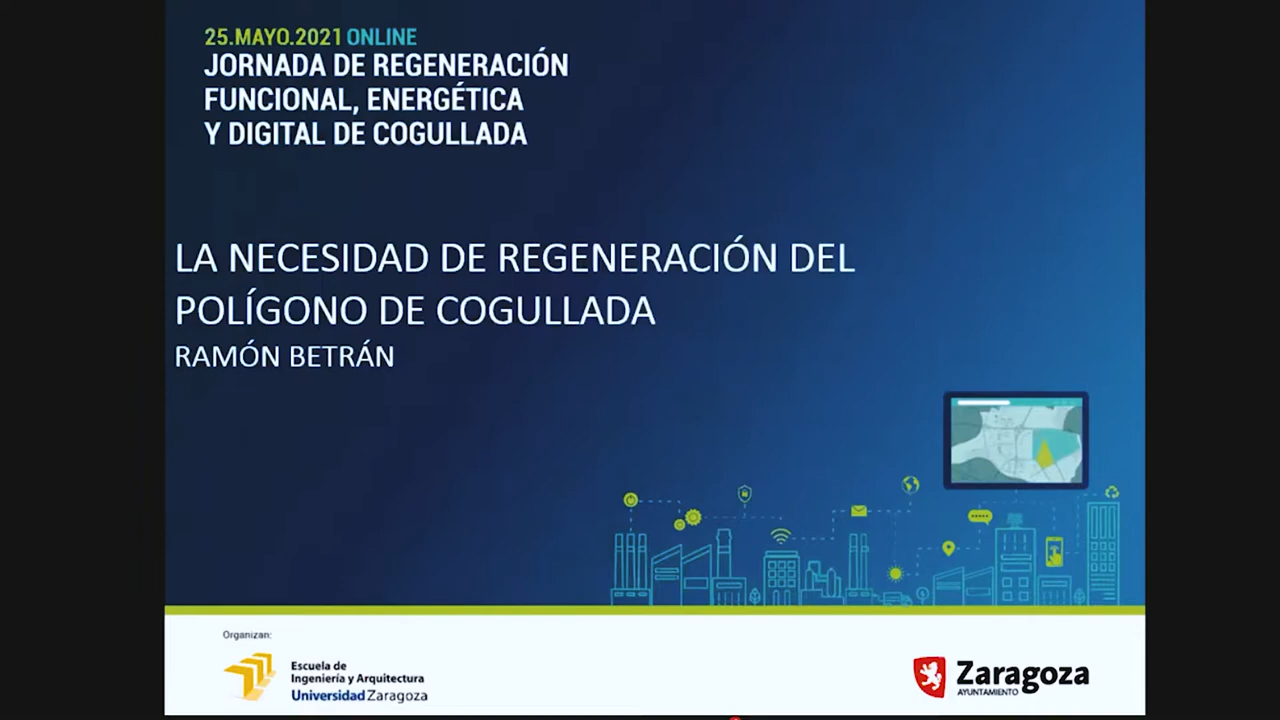 25.MAYO.2021 ONLINE
JORNADA DE REGENERACIÓN
FUNCIONAL, ENERGÉTICA
Y DIGITAL DE COGULLADA
LA NECESIDAD DE REGENERACIÓN DEL
POLÍGONO DE COGULLADA
RAMÓN BETRÁN
Organizan:
Escuela de
Ingeniería y Arquitectura
Universidad Zaragoza
Zaragoza
AYUNTAMIENTO